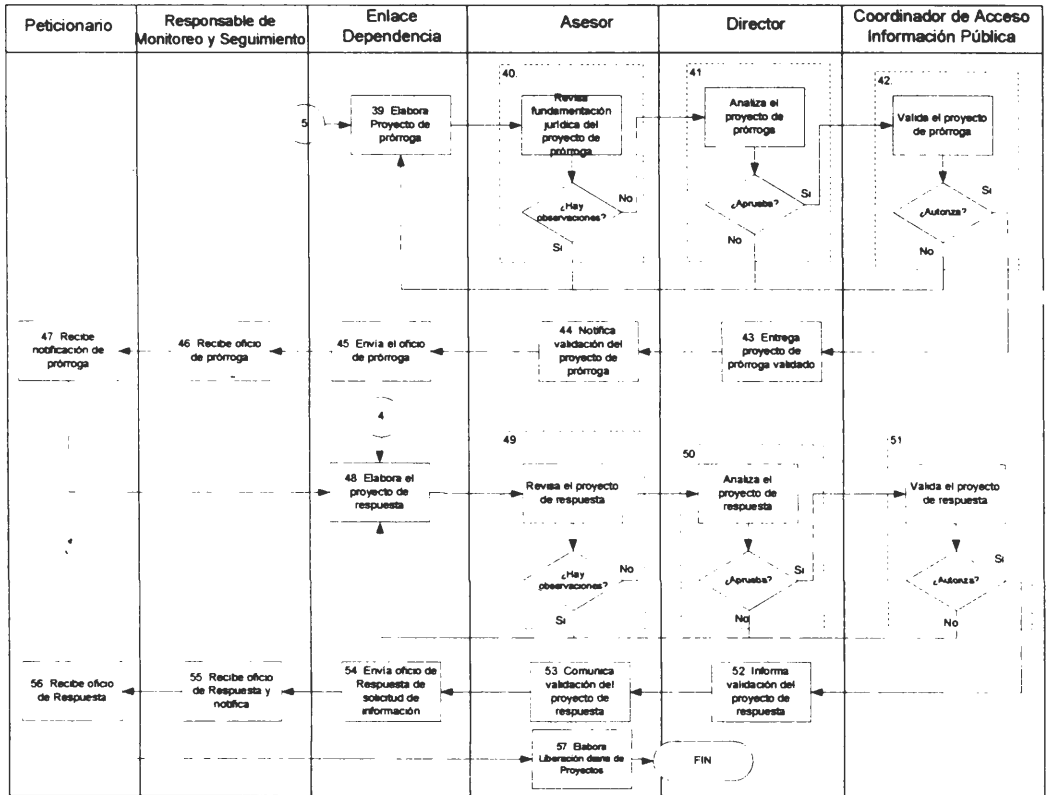 Peticionario
Responsable de
Monitoreo y Seguimiento
Enlace
Dependencia
Asesor
Director
Coordinador de Acceso
Información Pública
5
39 Elabora
Proyecto de
prórroga
40.
Revisa
fundamentación
jurídica del
proyecto de
prórroga
¿Hay
observaciones?
No
Si
41
Analiza el
proyecto de
prórroga
¿Aprueba?
Si
No
42.
Valida el proyecto
de prórroga
¿Autoriza?
Si
No
47 Recibe
notificación de
prórroga
46 Recibe oficio
de prórroga
45 Envía el oficio
de prórroga
44 Notifica
validación del
proyecto de
prórroga
43 Entrega
proyecto de
prórroga validado
4
48 Elabora el
proyecto de
respuesta
49
Revisa el proyecto
de respuesta
¿Hay
observaciones?
No
Si
50
Analiza el
proyecto de
respuesta
¿Aprueba?
Si
No
51
Valida el proyecto
de respuesta
¿Autoriza?
Si
No
56 Recibe oficio
de Respuesta
55 Recibe oficio
de Respuesta y
notifica
54 Envía oficio de
Respuesta de
solicitud de
información
53 Comunica
validación del
proyecto de
respuesta
52 Informa
validación del
proyecto de
respuesta
57 Elabora
Liberación diaria de
Proyectos
FIN